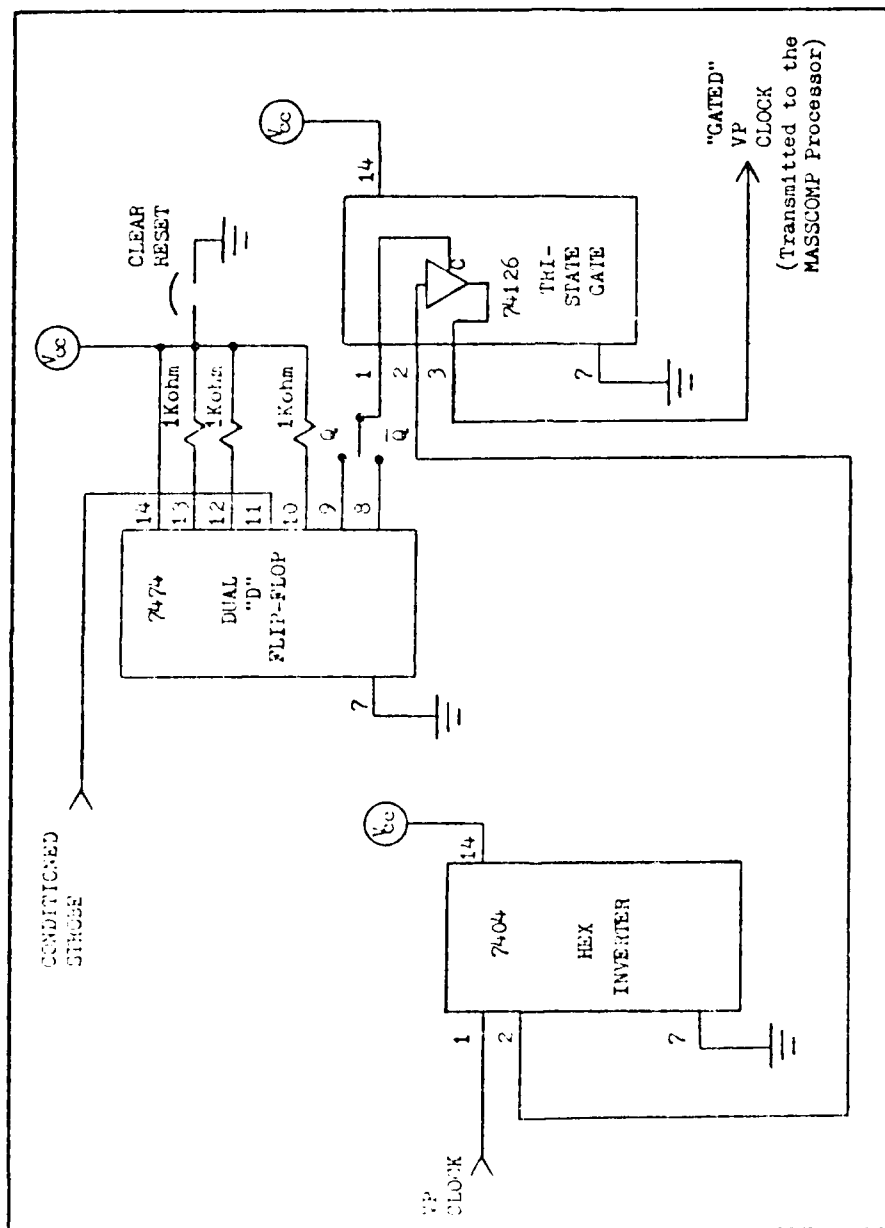 CONDITIONED
STROBE
7474
DUAL
"D"
FLIP-FLOP
7
14
13
12
11
10
9
8
1Kohm
1Kohm
1Kohm
Vcc
CLEAR
RESET
Q
Q̅
Vcc
14
1
2
3
C
74126
TRI-
STATE
GATE
7
VP
CLOCK
1
2
7
7404
HEX
INVERTER
14
Vcc
"GATED"
VP
CLOCK
(Transmitted to the
MASSCOMP Processor)